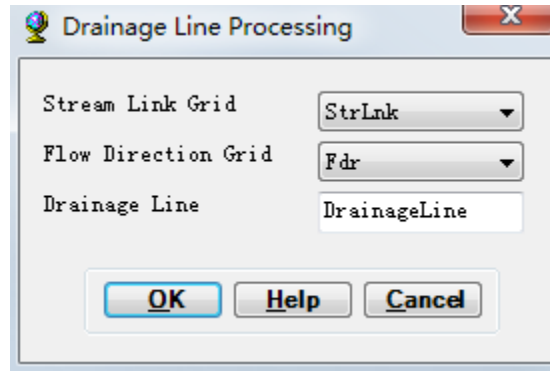 Drainage Line Processing
Stream Link Grid StrLnk
Flow Direction Grid Fdr
Drainage Line DrainageLine
OK Help Cancel